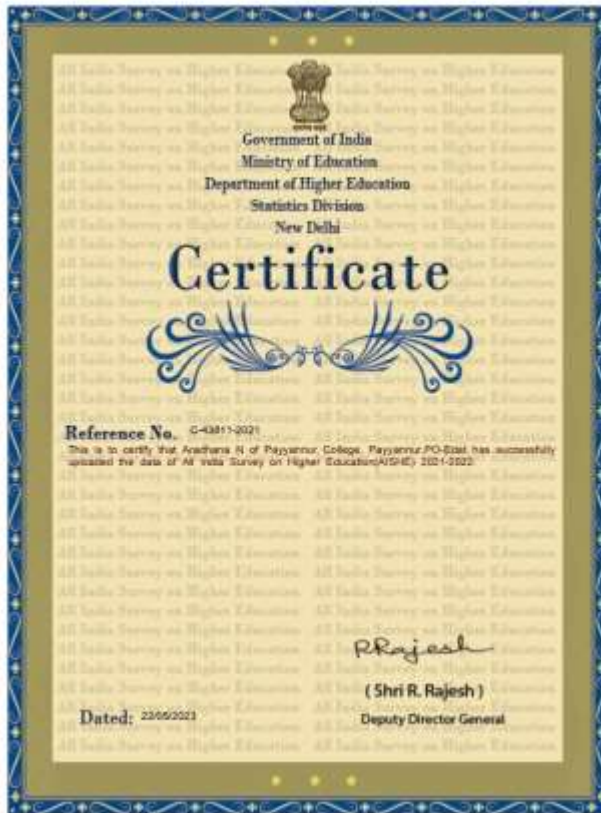 Government of India
Ministry of Education
Department of Higher Education
Statistics Division
New Delhi
Certificate
Reference No. C-43811-2021
This is to certify that Aradhana N of Payyannur College, Payyannur,PO-Edat has successfully
uploaded the data of All India Survey on Higher Education(AISHE) 2021-2022.
RRajesh
( Shri R. Rajesh )
Dated: 22/05/2023
Deputy Director General